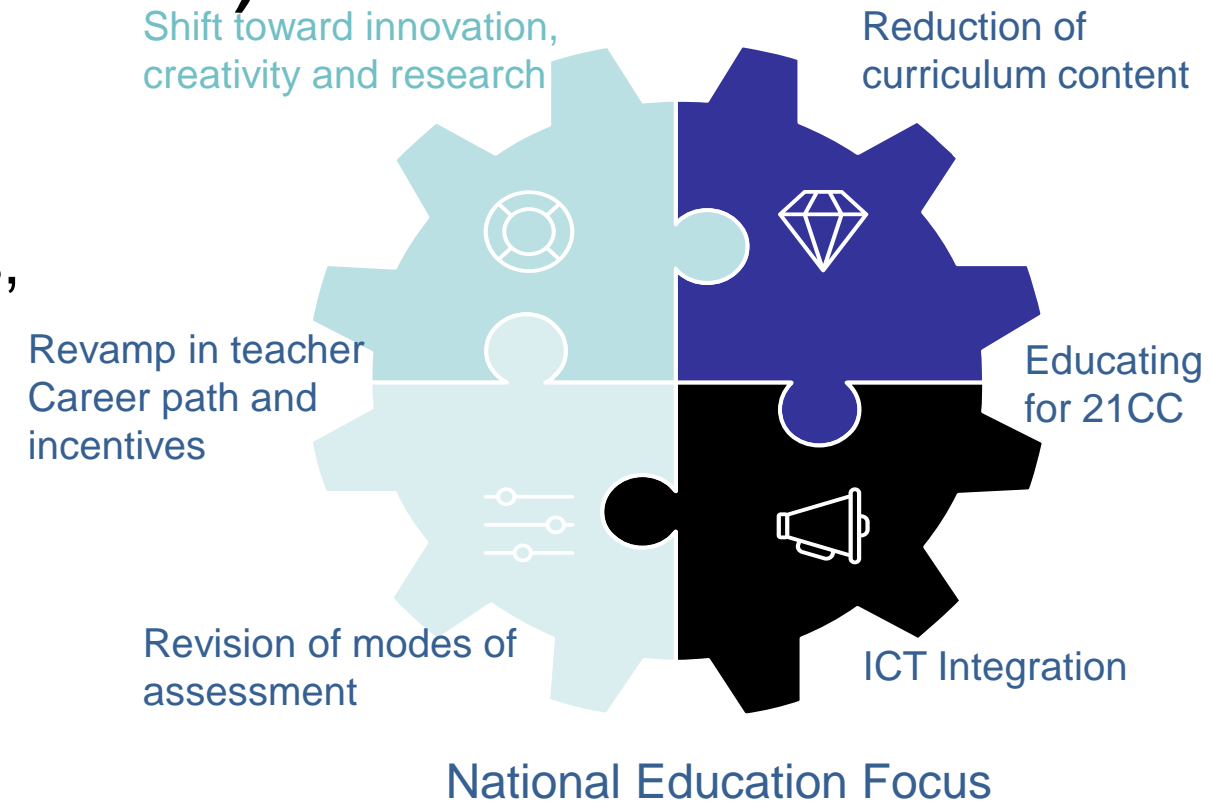 Shift toward innovation,
creativity and research
Reduction of
curriculum content
Revamp in teacher
Career path and
incentives
Educating
for 21CC
Revision of modes of
assessment
ICT Integration
National Education Focus